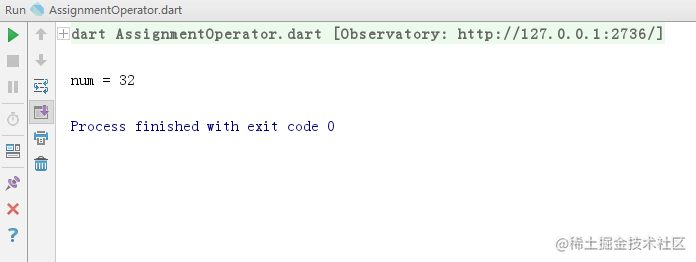 Run AssignmentOperator.dart
dart AssignmentOperator.dart [Observatory: http://127.0.0.1:2736/]
num = 32
Process finished with exit code 0
@稀土掘金技术社区